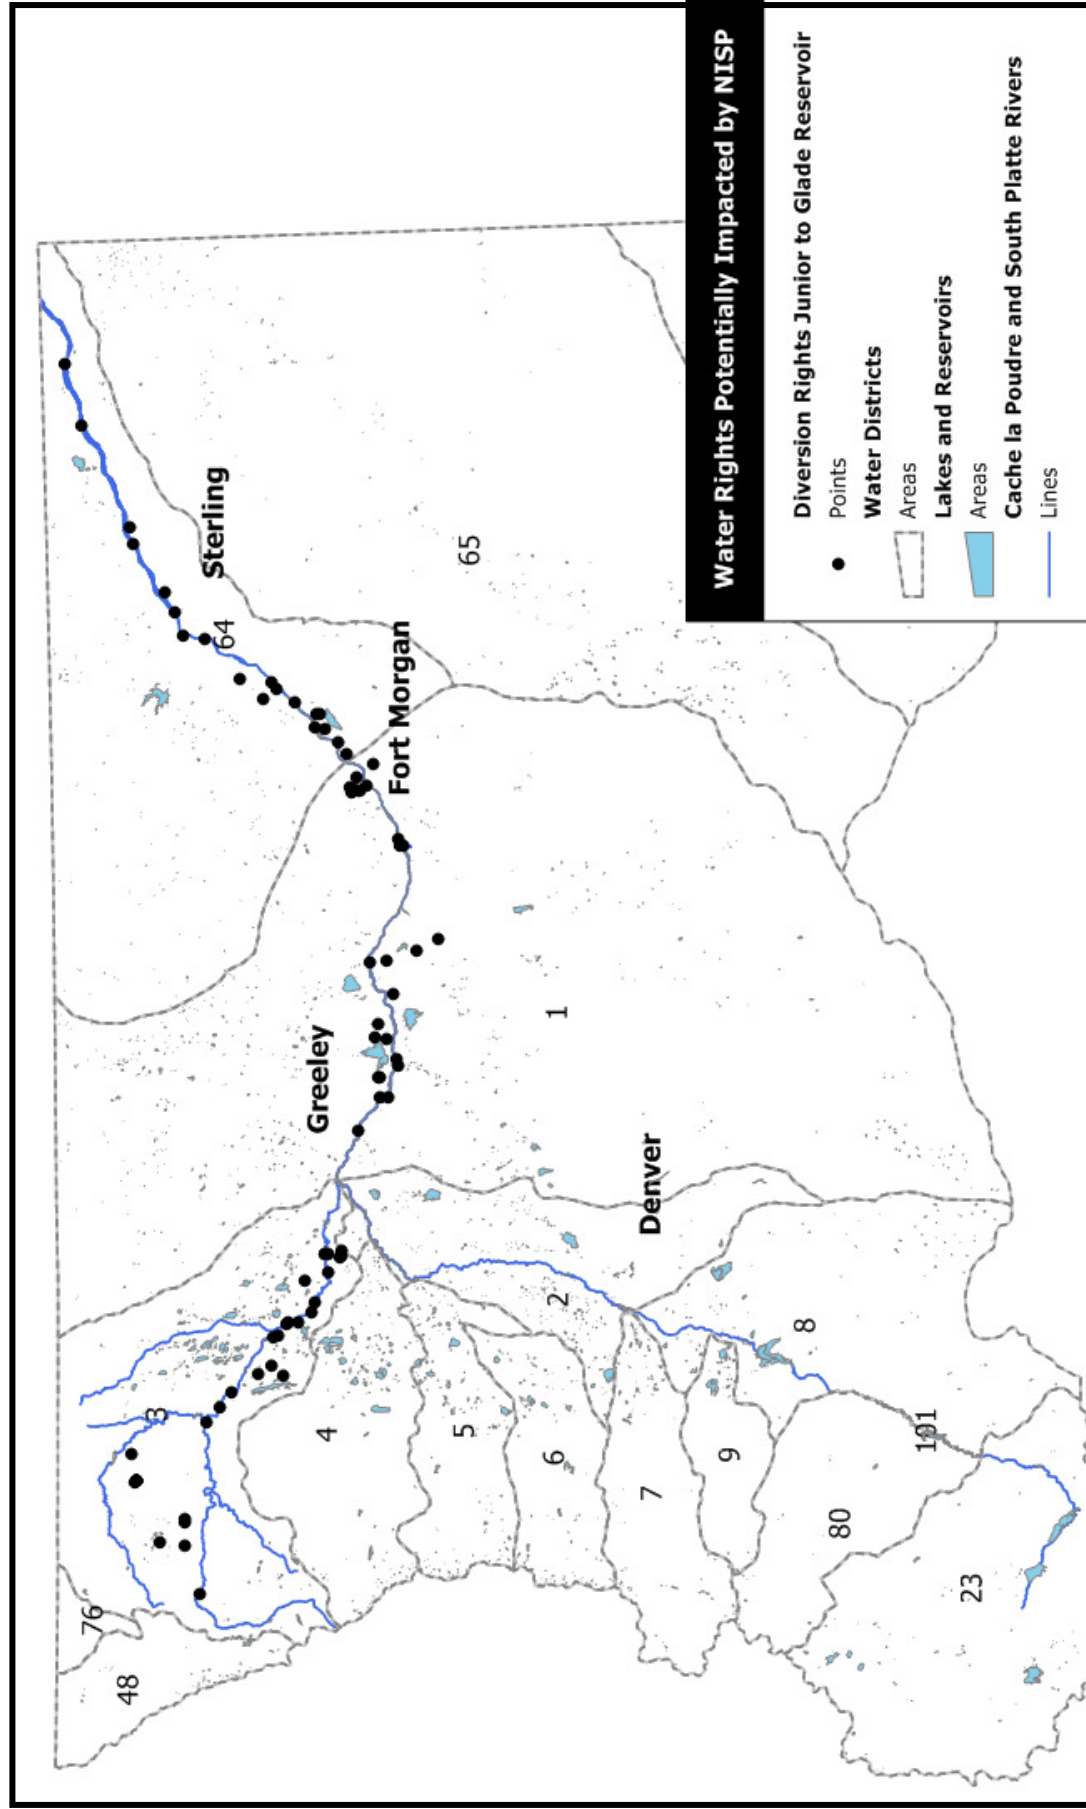 Water Rights Potentially Impacted by NISP
Diversion Rights Junior to Glade Reservoir
Points
Water Districts
Areas
Lakes and Reservoirs
Areas
Cache la Poudre and South Platte Rivers
Lines
76
48
3
Greeley
Fort Morgan
Sterling
64
65
4
5
6
7
9
80
23
101
8
2
Denver
1